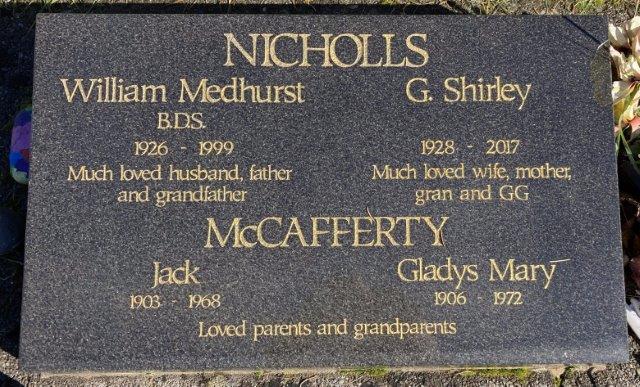 NICHOLLS
William Medhurst G. Shirley
B.D.S.
1926 - 1999 1928 - 2017
Much loved husband, father Much loved wife, mother,
and grandfather gran and GG
McCAFFERTY
Jack Gladys Mary
1903 - 1968 1906 - 1972
Loved parents and grandparents